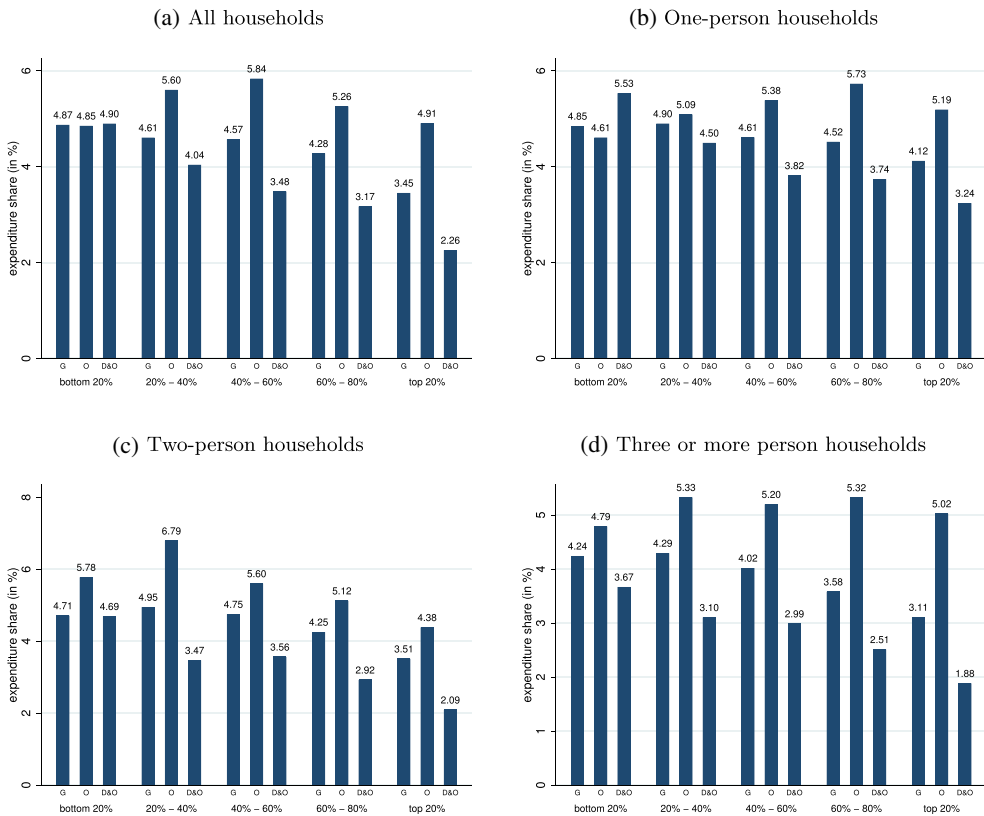 (a) All households
expenditure share (in %)
6
4
2
0
4.87 4.85 4.90
4.61 5.60 4.04
4.57 5.84 3.48
4.28 5.26 3.17
3.45 4.91 2.26
G O D&O G O D&O G O D&O G O D&O G O D&O
bottom 20% 20% – 40% 40% – 60% 60% – 80% top 20%
(b) One-person households
expenditure share (in %)
6
4
2
0
4.85 4.61 5.53
4.90 5.09 4.50
4.61 5.38 3.82
4.52 5.73 3.74
4.12 5.19 3.24
G O D&O G O D&O G O D&O G O D&O G O D&O
bottom 20% 20% – 40% 40% – 60% 60% – 80% top 20%
(c) Two-person households
expenditure share (in %)
8
6
4
2
0
4.71 5.78 4.69
4.95 6.79 3.47
4.75 5.60 3.56
4.25 5.12 2.92
3.51 4.38 2.09
G O D&O G O D&O G O D&O G O D&O G O D&O
bottom 20% 20% – 40% 40% – 60% 60% – 80% top 20%
(d) Three or more person households
expenditure share (in %)
5
4
3
2
1
0
4.24 4.79 3.67
4.29 5.33 3.10
4.02 5.20 2.99
3.58 5.32 2.51
3.11 5.02 1.88
G O D&O G O D&O G O D&O G O D&O G O D&O
bottom 20% 20% – 40% 40% – 60% 60% – 80% top 20%